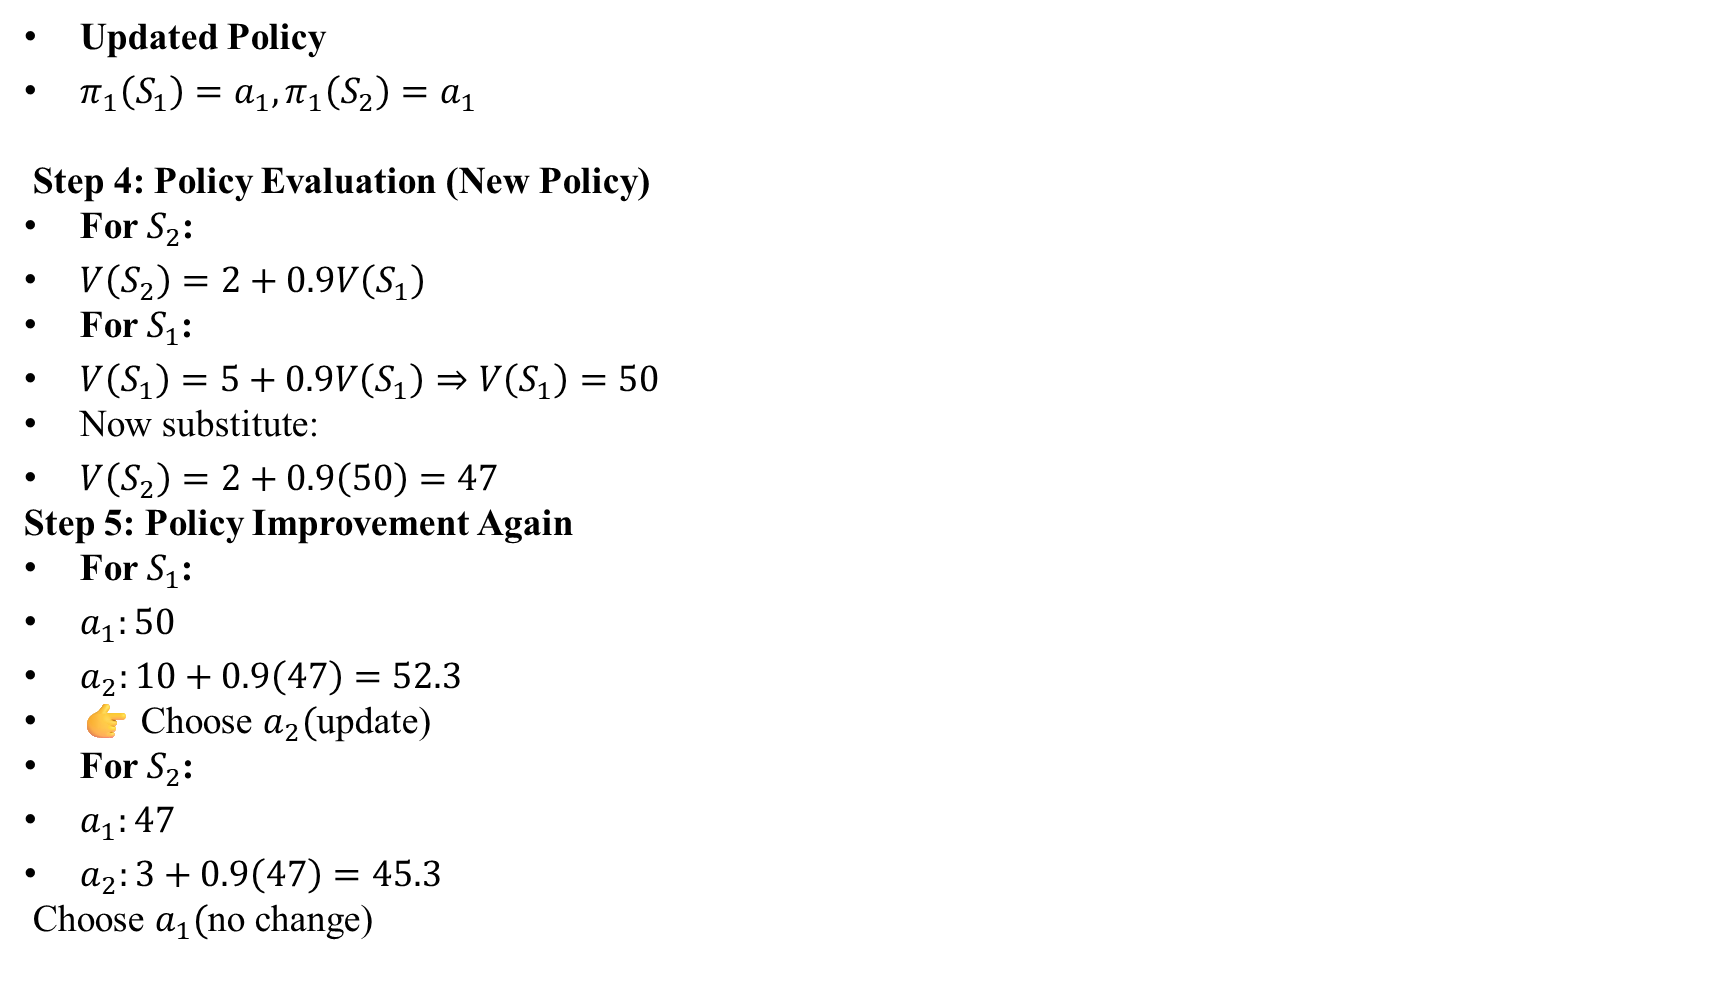 • Updated Policy
• 𝜋₁(𝑆₁) = 𝑎₁, 𝜋₁(𝑆₂) = 𝑎₁
Step 4: Policy Evaluation (New Policy)
• For 𝑆₂:
• 𝑉(𝑆₂) = 2 + 0.9𝑉(𝑆₁)
• For 𝑆₁:
• 𝑉(𝑆₁) = 5 + 0.9𝑉(𝑆₁) ⇒ 𝑉(𝑆₁) = 50
• Now substitute:
• 𝑉(𝑆₂) = 2 + 0.9(50) = 47
Step 5: Policy Improvement Again
• For 𝑆₁:
• 𝑎₁: 50
• 𝑎₂: 10 + 0.9(47) = 52.3
• 👉 Choose 𝑎₂(update)
• For 𝑆₂:
• 𝑎₁: 47
• 𝑎₂: 3 + 0.9(47) = 45.3
Choose 𝑎₁(no change)